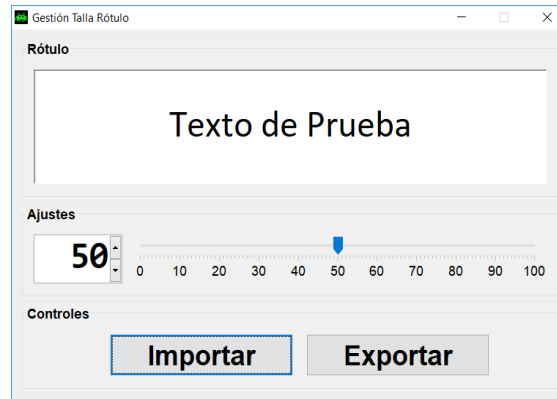 Gestión Talla Rótulo
Rótulo
Texto de Prueba
Ajustes
50
0 10 20 30 40 50 60 70 80 90 100
Controles
Importar Exportar